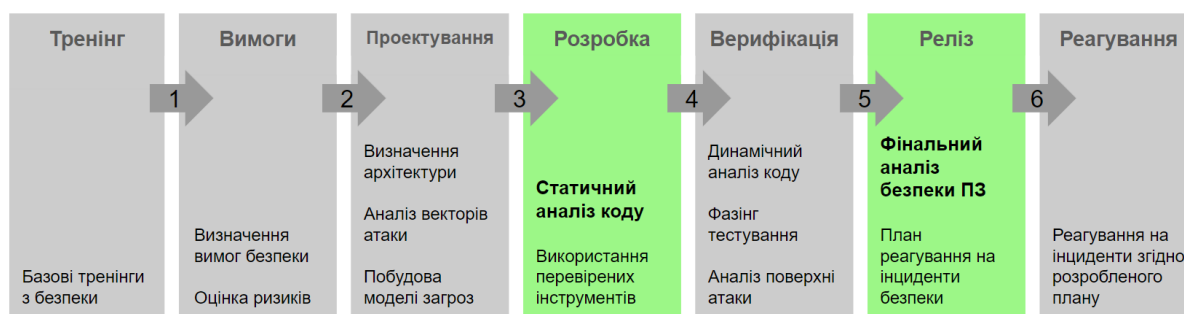 Тренінг
Базові тренінги
з безпеки
1
Вимоги
Визначення
вимог безпеки
Оцінка ризиків
2
Проектування
Визначення
архітектури
Аналіз векторів
атаки
Побудова
моделі загроз
3
Розробка
Статичний
аналіз коду
Використання
перевірених
інструментів
4
Верифікація
Динамічний
аналіз коду
Фазінг
тестування
Аналіз поверхні
атаки
5
Реліз
Фінальний
аналіз
безпеки ПЗ
План
реагування на
інциденти
безпеки
6
Реагування
Реагування на
інциденти згідно
розробленого
плану